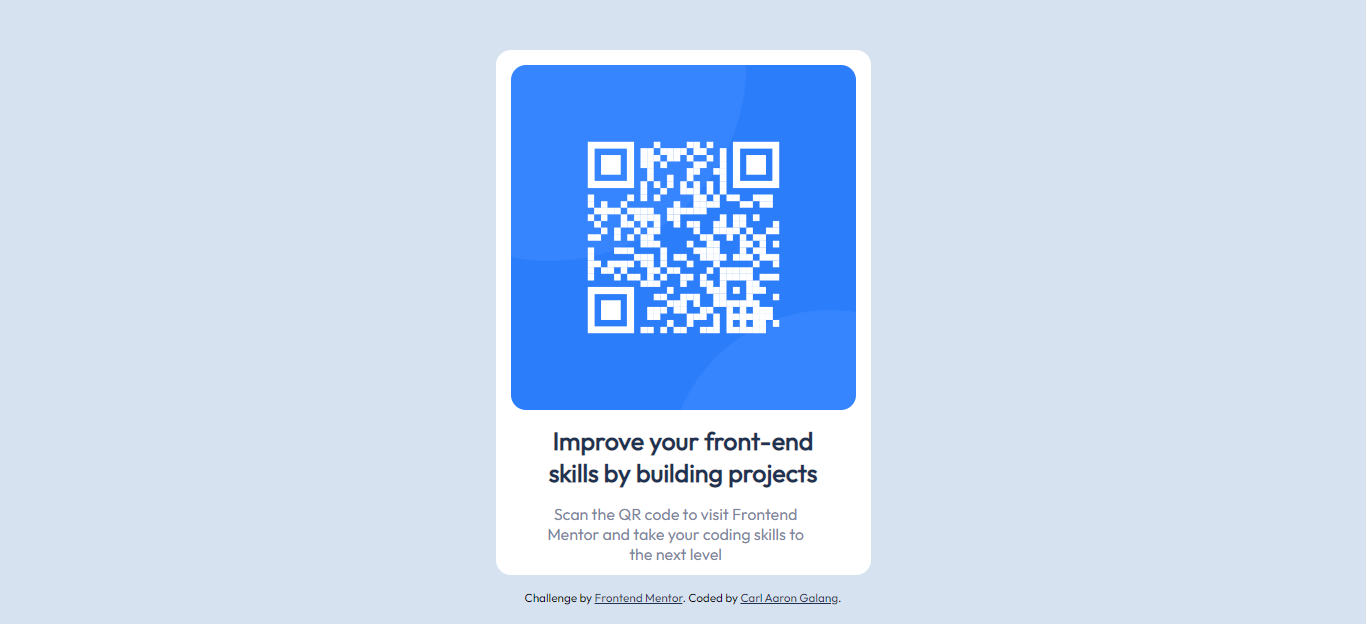 Improve your front-end
skills by building projects
Scan the QR code to visit Frontend
Mentor and take your coding skills to
the next level
Challenge by Frontend Mentor. Coded by Carl Aaron Galang.